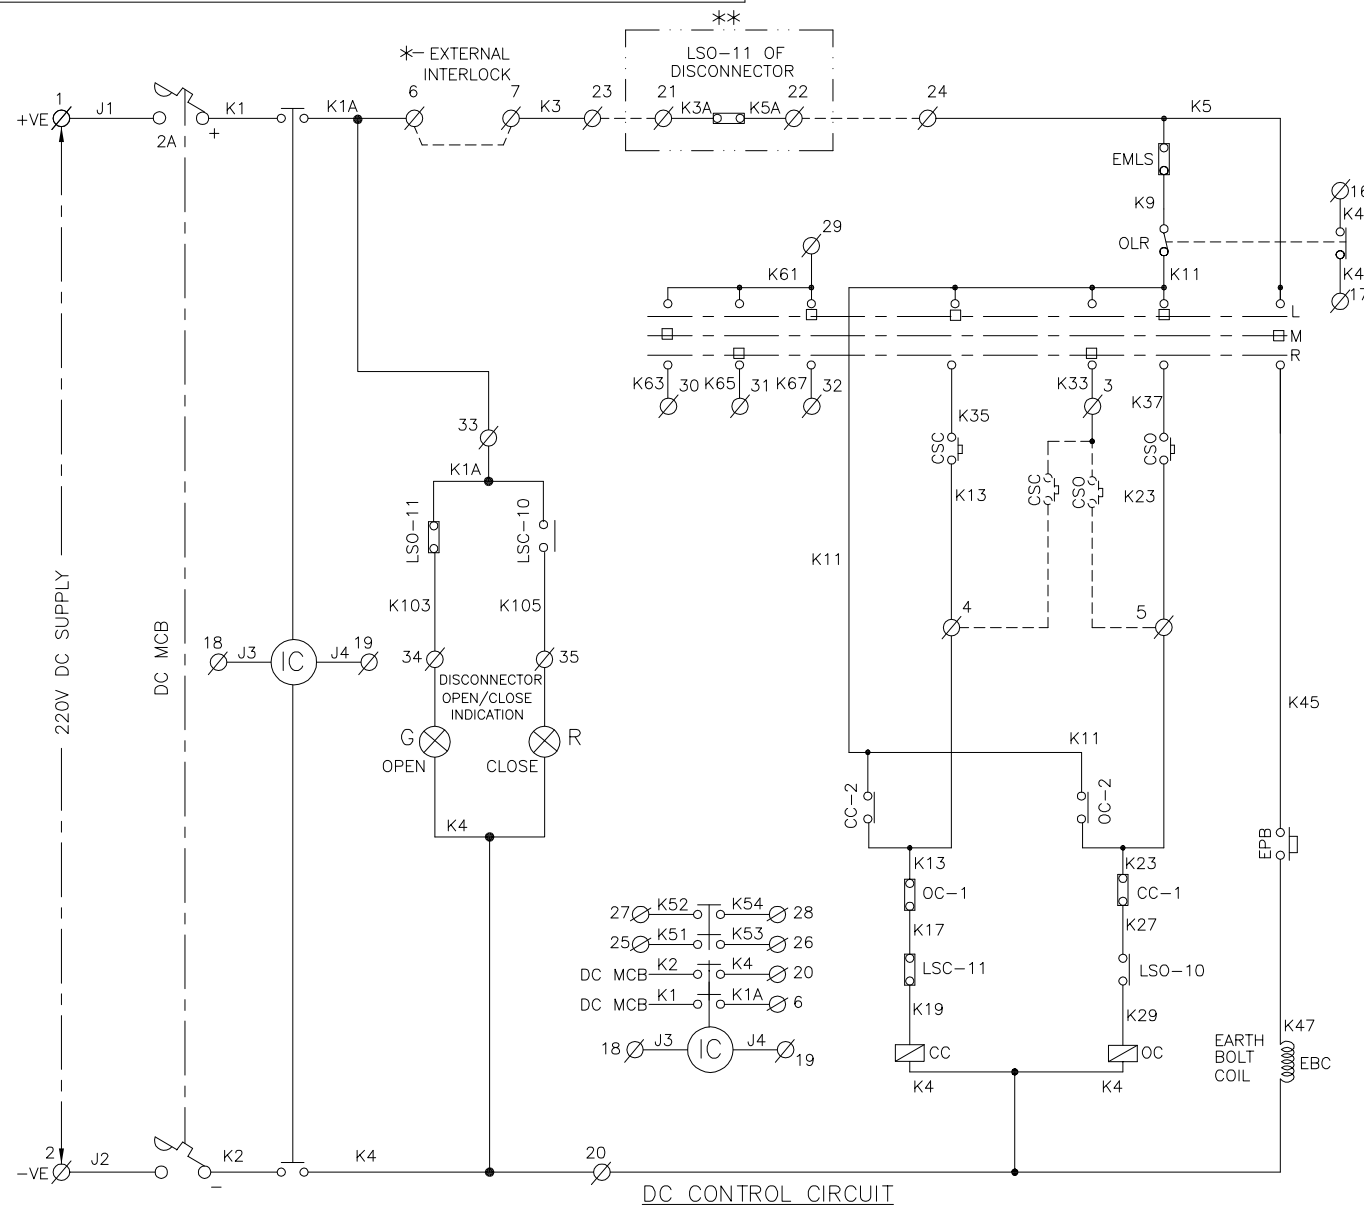 **
*- EXTERNAL
INTERLOCK
LSO-11 OF
DISCONNECTOR
1
J1
K1
K1A
6
7
K3
23
21
K3A
K5A
22
24
K5
+VE
2A
+
EMLS
K9
16
K4
OLR
K11
K4
17
29
K61
L
M
R
K63
30
K65
31
K67
32
K33
3
K35
K37
CSC
CSO
33
K1A
LSO-11
LSC-10
K13
CSC
CSO
K23
K11
K103
K105
4
5
220V DC SUPPLY
DC MCB
18
J3
IC
J4
19
34
35
DISCONNECTOR
OPEN/CLOSE
INDICATION
G
R
OPEN
CLOSE
K45
K11
CC-2
OC-2
K4
EPB
K13
K23
OC-1
CC-1
27
K52
K54
28
K17
K27
25
K51
K53
26
DC MCB
K2
K4
20
LSC-11
LSO-10
DC MCB
K1
K1A
6
K19
K29
K47
18
J3
IC
J4
19
CC
OC
EARTH
BOLT
COIL
EBC
K4
K4
2
J2
K2
K4
20
-VE
-
DC CONTROL CIRCUIT